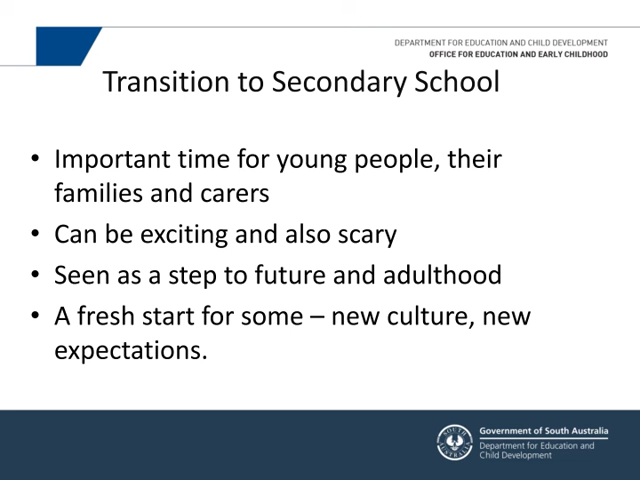 DEPARTMENT FOR EDUCATION AND CHILD DEVELOPMENT
OFFICE FOR EDUCATION AND EARLY CHILDHOOD
Transition to Secondary School
• Important time for young people, their
families and carers
• Can be exciting and also scary
• Seen as a step to future and adulthood
• A fresh start for some – new culture, new
expectations.
SOUTH AUSTRALIA
Government of South Australia
Department for Education and
Child Development